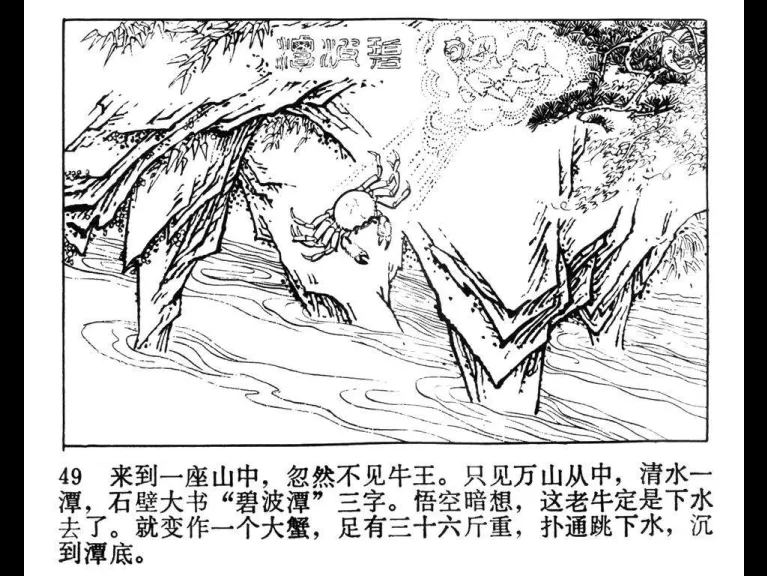 碧波潭
49 来到一座山中，忽然不见牛王。只见万山从中，清水一
潭，石壁大书“碧波潭”三字。悟空暗想，这老牛定是下水
去了。就变作一个大蟹，足有三十六斤重，扑通跳下水，沉
到潭底。